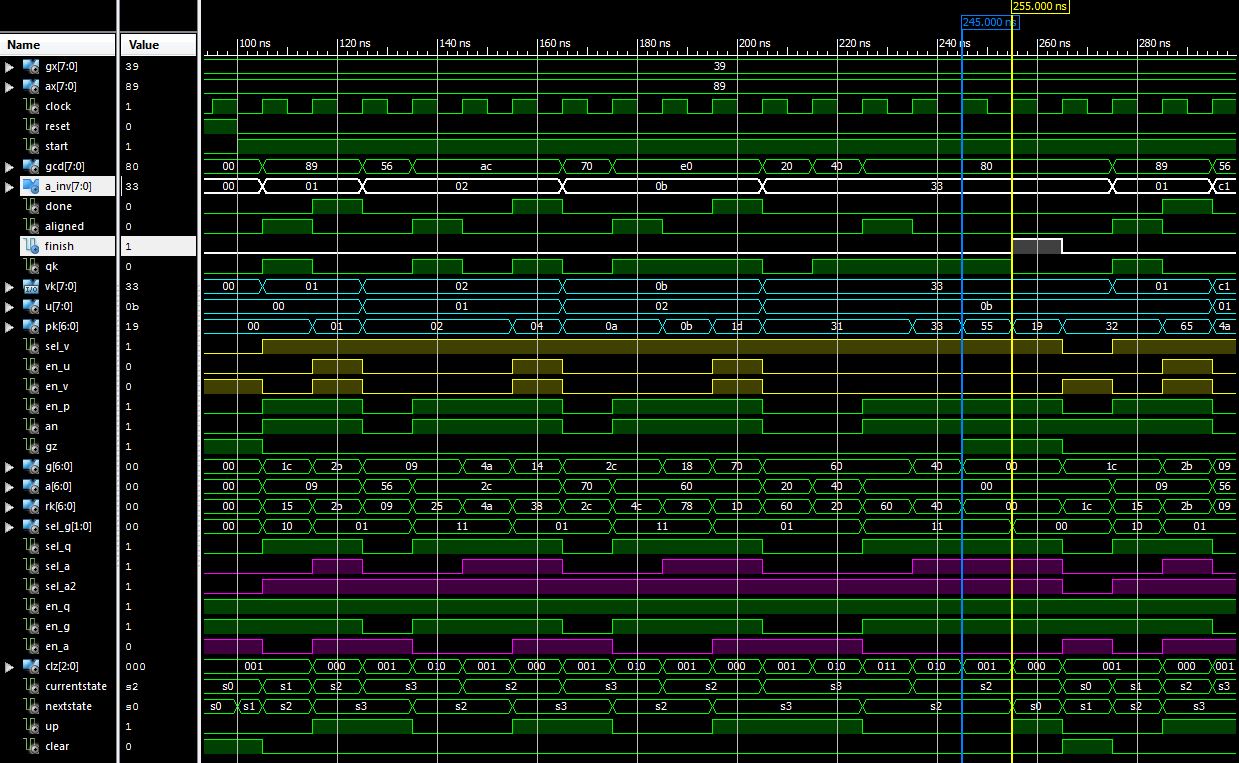 255.000 ns
245.000 ns
Name Value 100 ns 120 ns 140 ns 160 ns 180 ns 200 ns 220 ns 240 ns 260 ns 280 ns
gx[7:0] 39 39
ax[7:0] 89 89
clock 1
reset 0
start 1
gcd[7:0] 80 00 89 56 ac 70 e0 20 40 80 89 56
a_inv[7:0] 33 00 01 02 0b 33 01 c1
done 0
aligned 0
finish 1
qk 0
vk[7:0] 33 00 01 02 0b 33 01 c1
u[7:0] 0b 00 01 02 0b 01
pk[6:0] 19 00 01 02 04 0a 0b 1d 31 33 55 19 32 65 4a
sel_v 1
en_u 0
en_v 0
en_p 1
an 1
gz 1
g[6:0] 00 00 1c 2b 09 4a 14 2c 18 70 60 40 00 1c 2b 09
a[6:0] 00 00 09 56 2c 70 60 20 40 00 09 56
rk[6:0] 00 00 15 2b 09 25 4a 38 2c 4c 78 10 60 20 60 40 00 1c 15 2b 09
sel_g[1:0] 00 00 10 01 11 01 11 01 11 00 10 01
sel_q 1
sel_a 1
sel_a2 1
en_q 1
en_g 1
en_a 0
clz[2:0] 000 001 000 001 010 001 000 001 010 001 000 001 010 011 010 001 000 001 000 001
currentstate s2 s0 s1 s2 s3 s2 s3 s2 s3 s2 s0 s1 s2 s3
nextstate s0 s0 s1 s2 s3 s2 s3 s2 s3 s2 s0 s1 s2 s3
up 1
clear 0